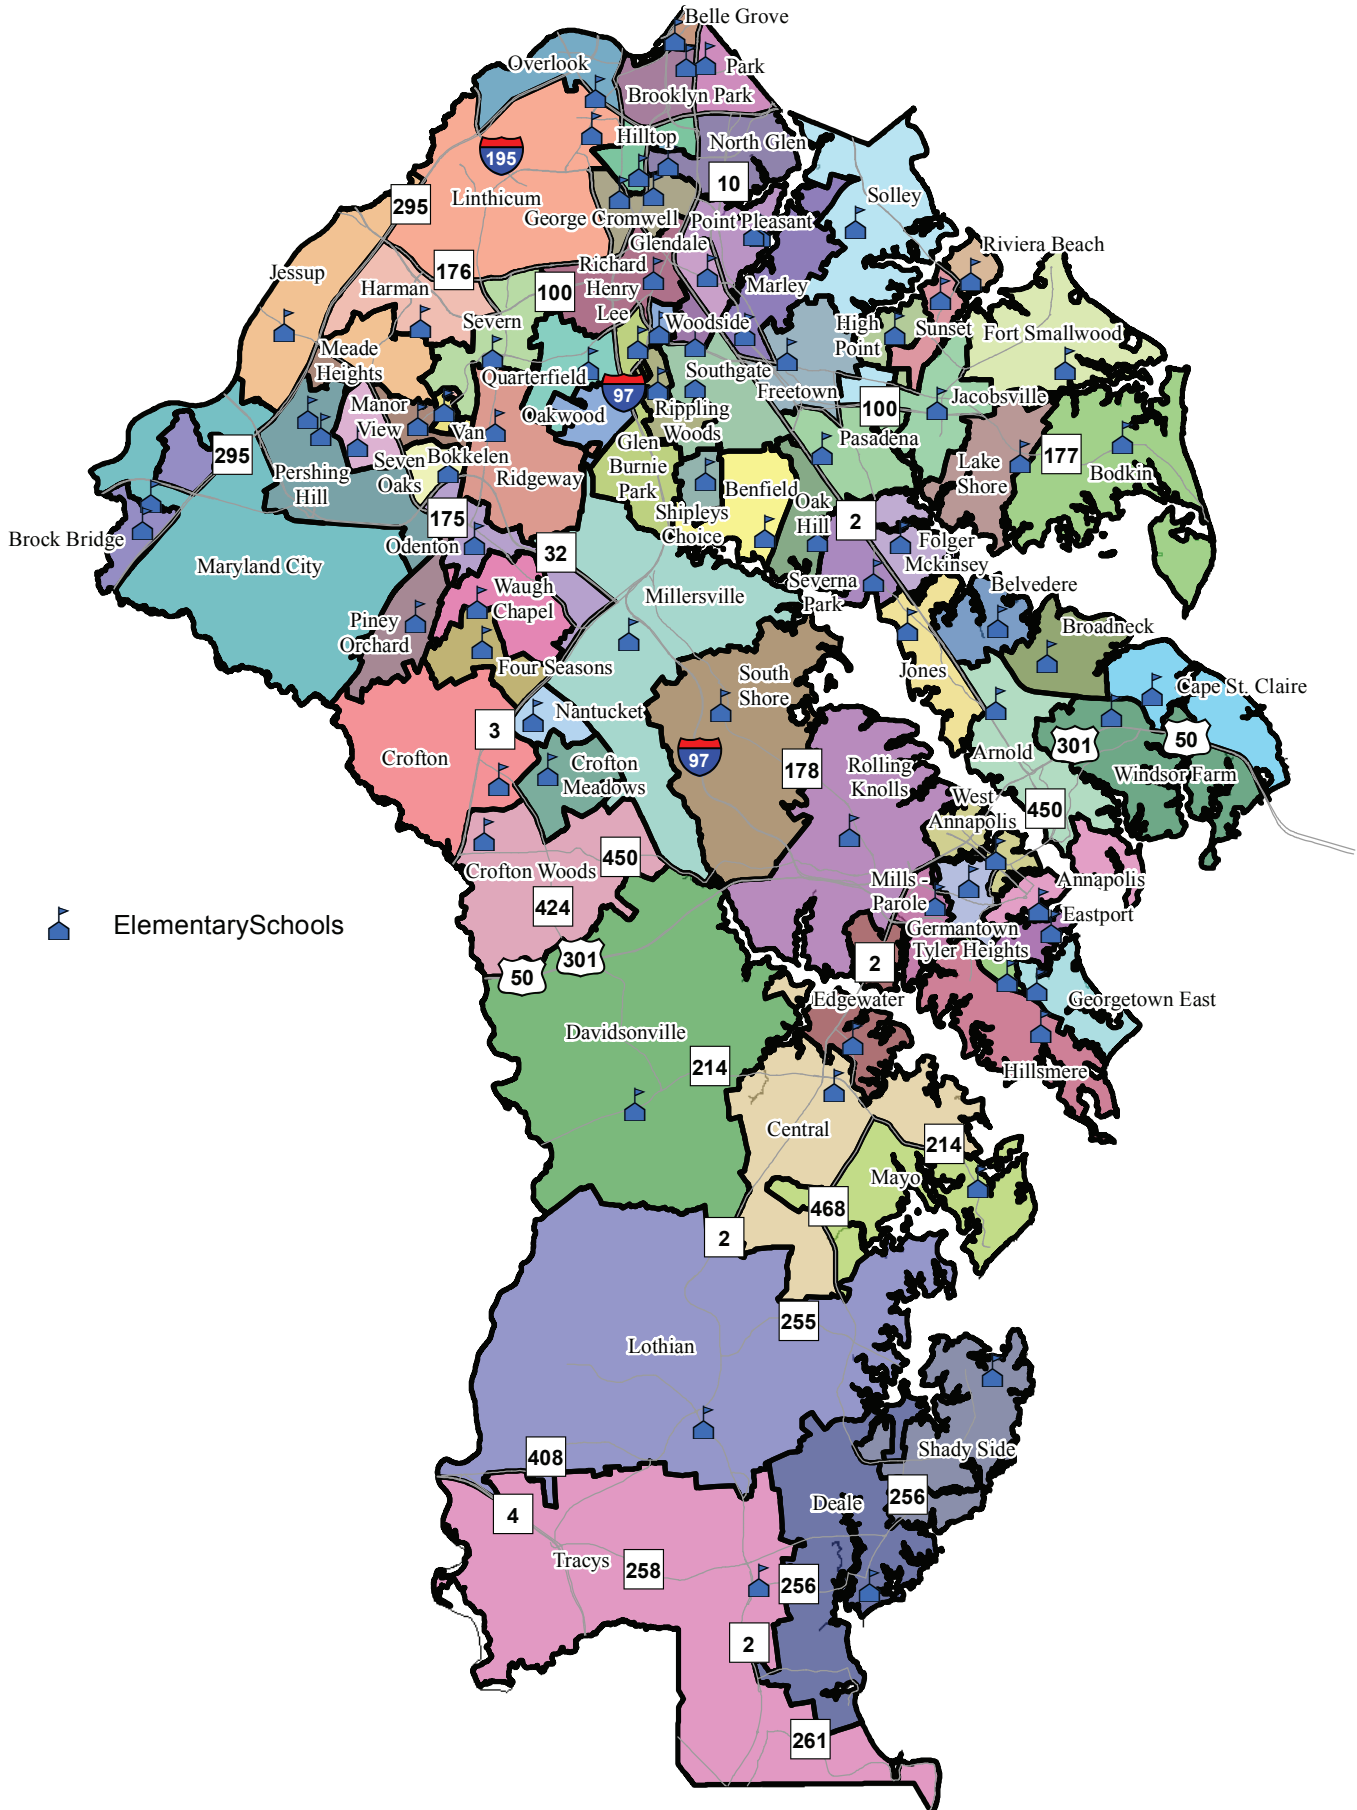 Belle Grove
Overlook
Park
Brooklyn Park
Hilltop
North Glen
195
10
Linthicum
Solley
295
George Cromwell
Point Pleasant
Glendale
Riviera Beach
Jessup
176
Richard
Henry
Lee
Harman
100
Marley
Severn
Woodside
High
Point
Sunset
Fort Smallwood
Meade
Heights
Quarterfield
Southgate
97
Freetown
100
Jacobsville
Manor
View
Van
Bokkelen
Oakwood
Rippling
Woods
Pasadena
295
Seven
Oaks
Glen
Burnie
Park
Lake
Shore
177
Bodkin
Pershing
Hill
Ridgeway
Benfield
Oak
Hill
Shipleys
Choice
175
2
Brock Bridge
Odenton
32
Folger
Mckinsey
Maryland City
Waugh
Chapel
Millersville
Severna
Park
Belvedere
Piney
Orchard
Broadneck
Four Seasons
South
Shore
Jones
Cape St. Claire
Nantucket
3
301
50
Crofton
97
Arnold
Crofton
Meadows
178
Rolling
Knolls
Windsor Farm
West
Annapolis
450
450
Crofton Woods
Mills -
Parole
Annapolis
424
Eastport
ElementarySchools
Germantown
Tyler Heights
301
50
2
Edgewater
Georgetown East
Davidsonville
214
Hillsmere
Central
214
Mayo
468
2
255
Lothian
408
Shady Side
Deale
256
4
Tracys
258
256
2
261